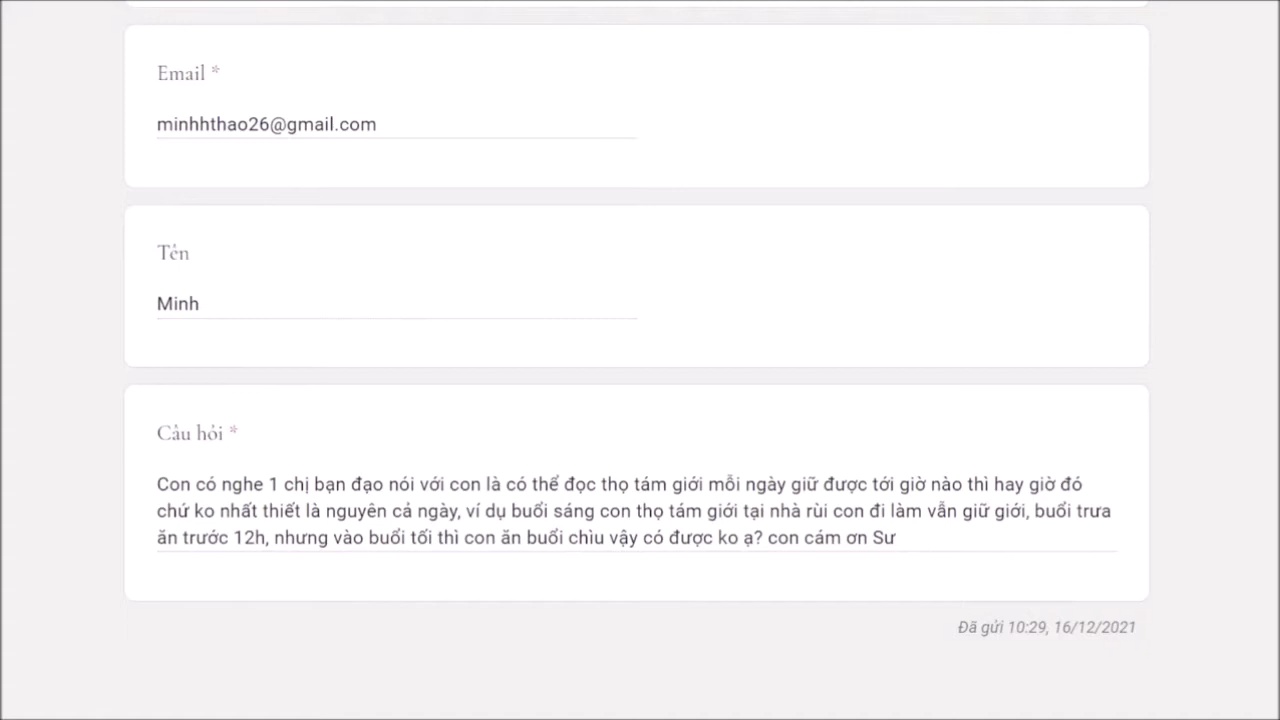 Email *
minhhthao26@gmail.com
Tên
Minh
Câu hỏi *
Con có nghe 1 chị bạn đạo nói với con là có thể đọc thọ tám giới mỗi ngày giữ được tới giờ nào thì hay giờ đó
chứ ko nhất thiết là nguyên cả ngày, ví dụ buổi sáng con thọ tám giới tại nhà rùi con đi làm vẫn giữ giới, buổi trưa
ăn trước 12h, nhưng vào buổi tối thì con ăn buổi chìu vậy có được ko ạ? con cám ơn Sư
Đã gửi 10:29, 16/12/2021